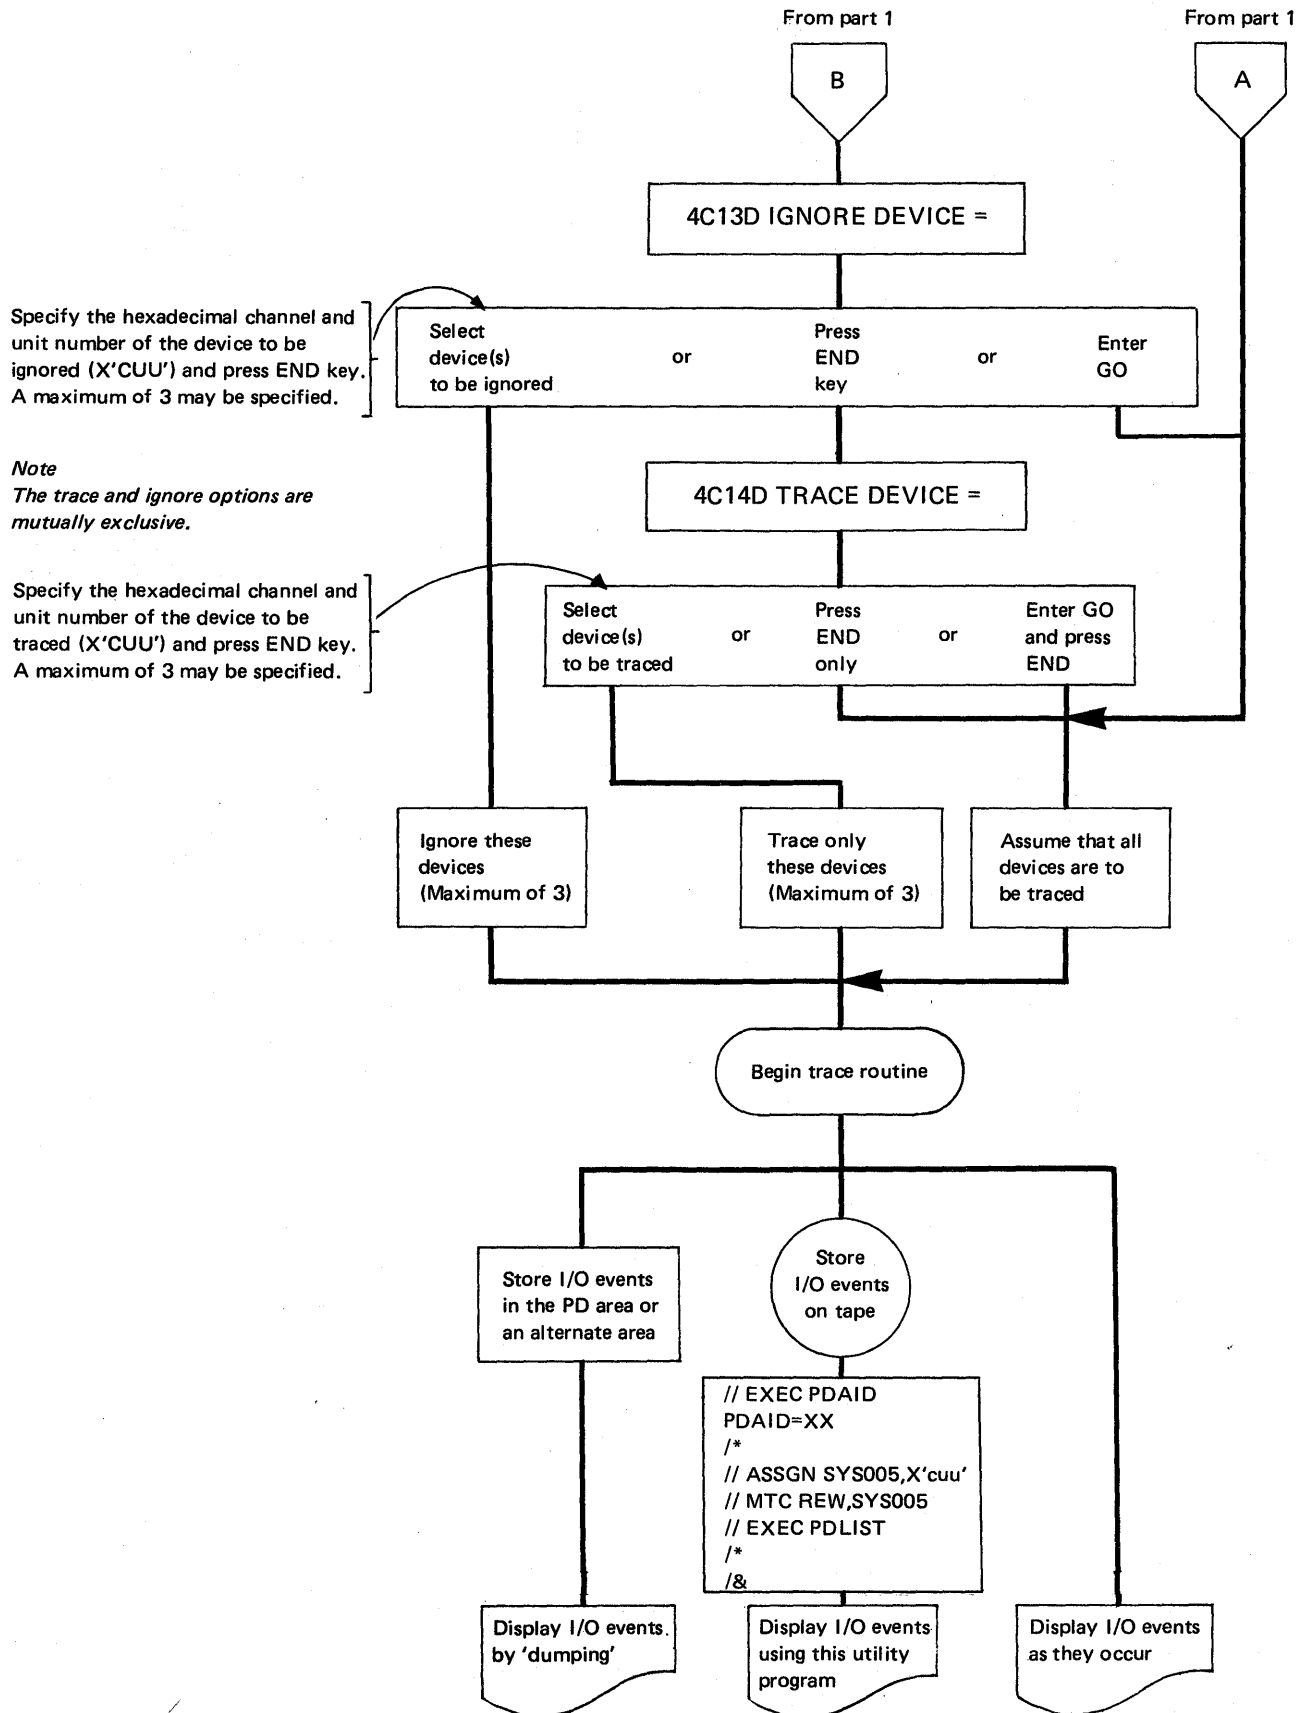 From part 1
From part 1
B
A
4C13D IGNORE DEVICE =
Specify the hexadecimal channel and
unit number of the device to be
ignored (X'CUU') and press END key.
A maximum of 3 may be specified.
Select
device(s)
to be ignored
or
Press
END
key
or
Enter
GO
Note
The trace and ignore options are
mutually exclusive.
4C14D TRACE DEVICE =
Specify the hexadecimal channel and
unit number of the device to be
traced (X'CUU') and press END key.
A maximum of 3 may be specified.
Select
device(s)
to be traced
or
Press
END
only
or
Enter GO
and press
END
Ignore these
devices
(Maximum of 3)
Trace only
these devices
(Maximum of 3)
Assume that all
devices are to
be traced
Begin trace routine
Store I/O events
in the PD area or
an alternate area
Store
I/O events
on tape
// EXEC PDAID
PDAID=XX
/*
// ASSGN SYS005,X'cuu'
// MTC REW,SYS005
// EXEC PDLIST
/*
/&
Display I/O events.
by 'dumping'
Display I/O events
using this utility
program
Display I/O events
as they occur